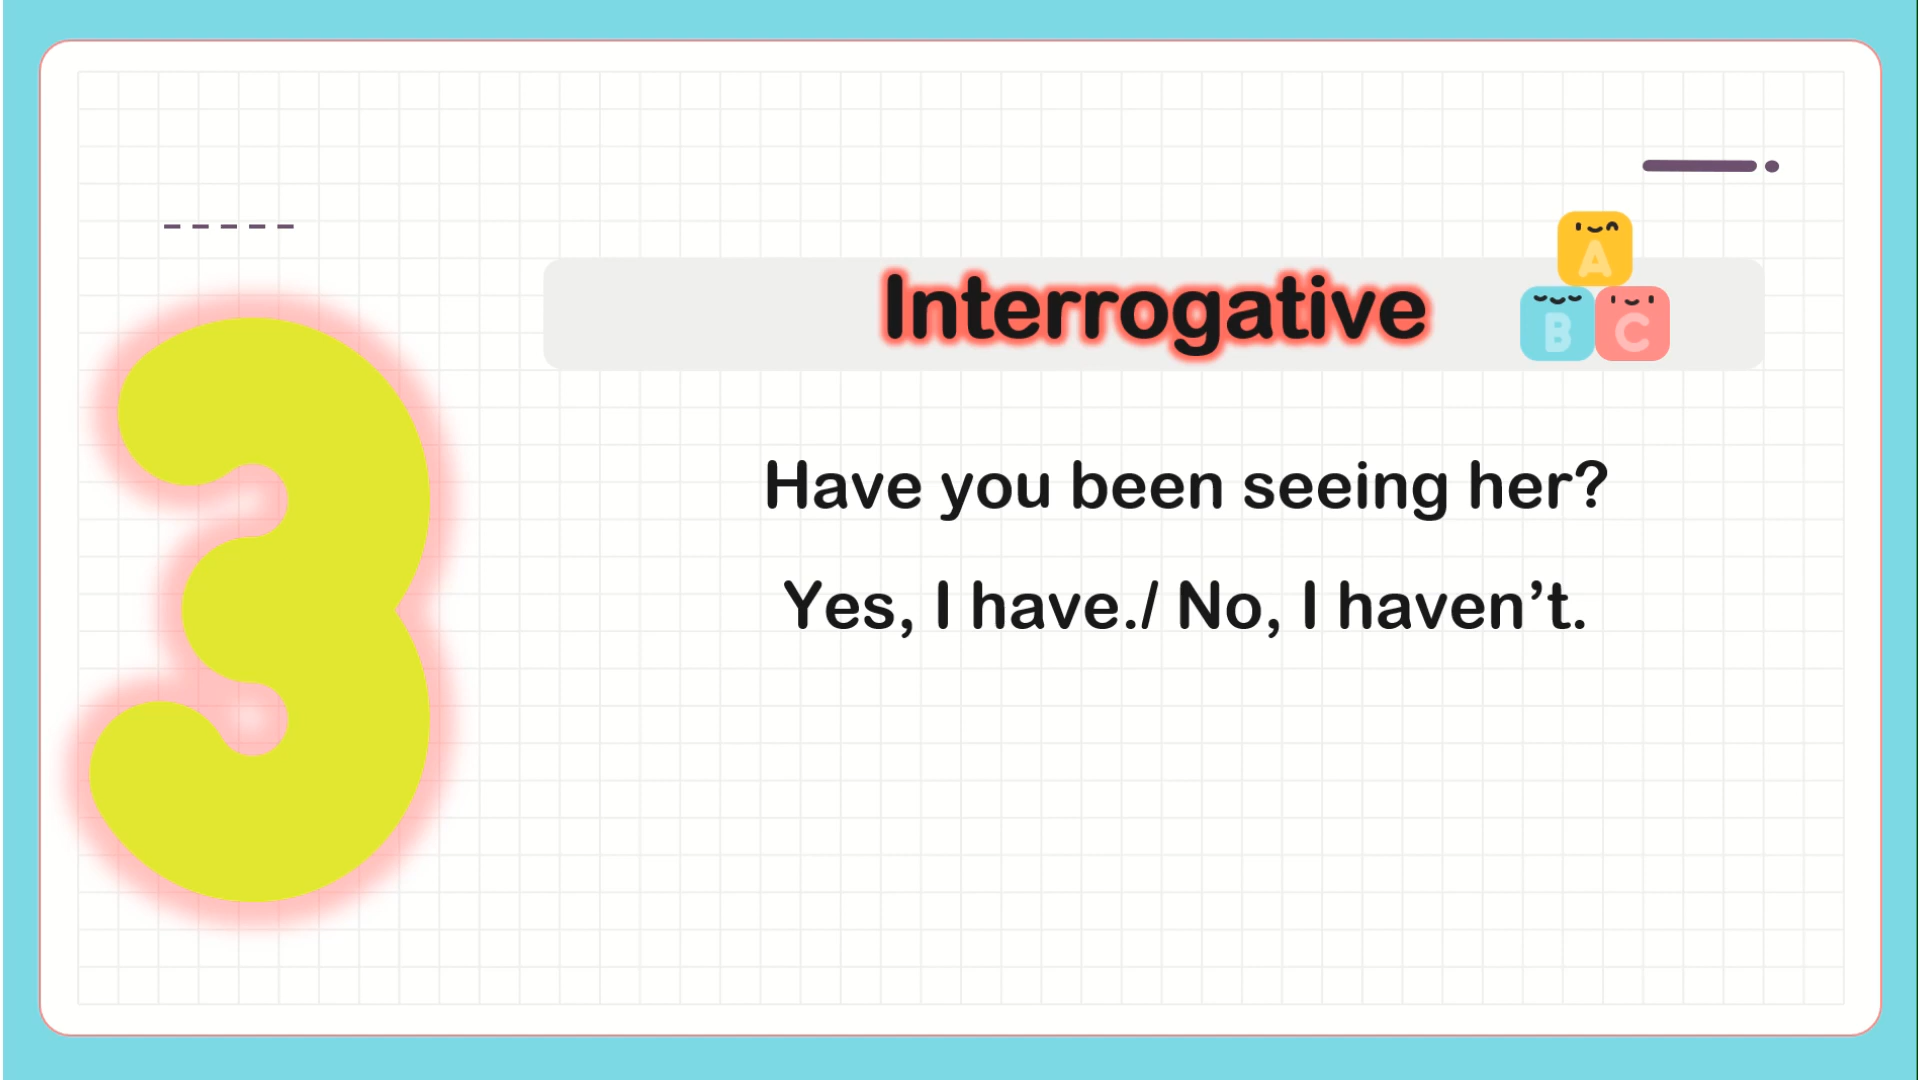 3
Interrogative
A
B C
Have you been seeing her?
Yes, I have./ No, I haven’t.